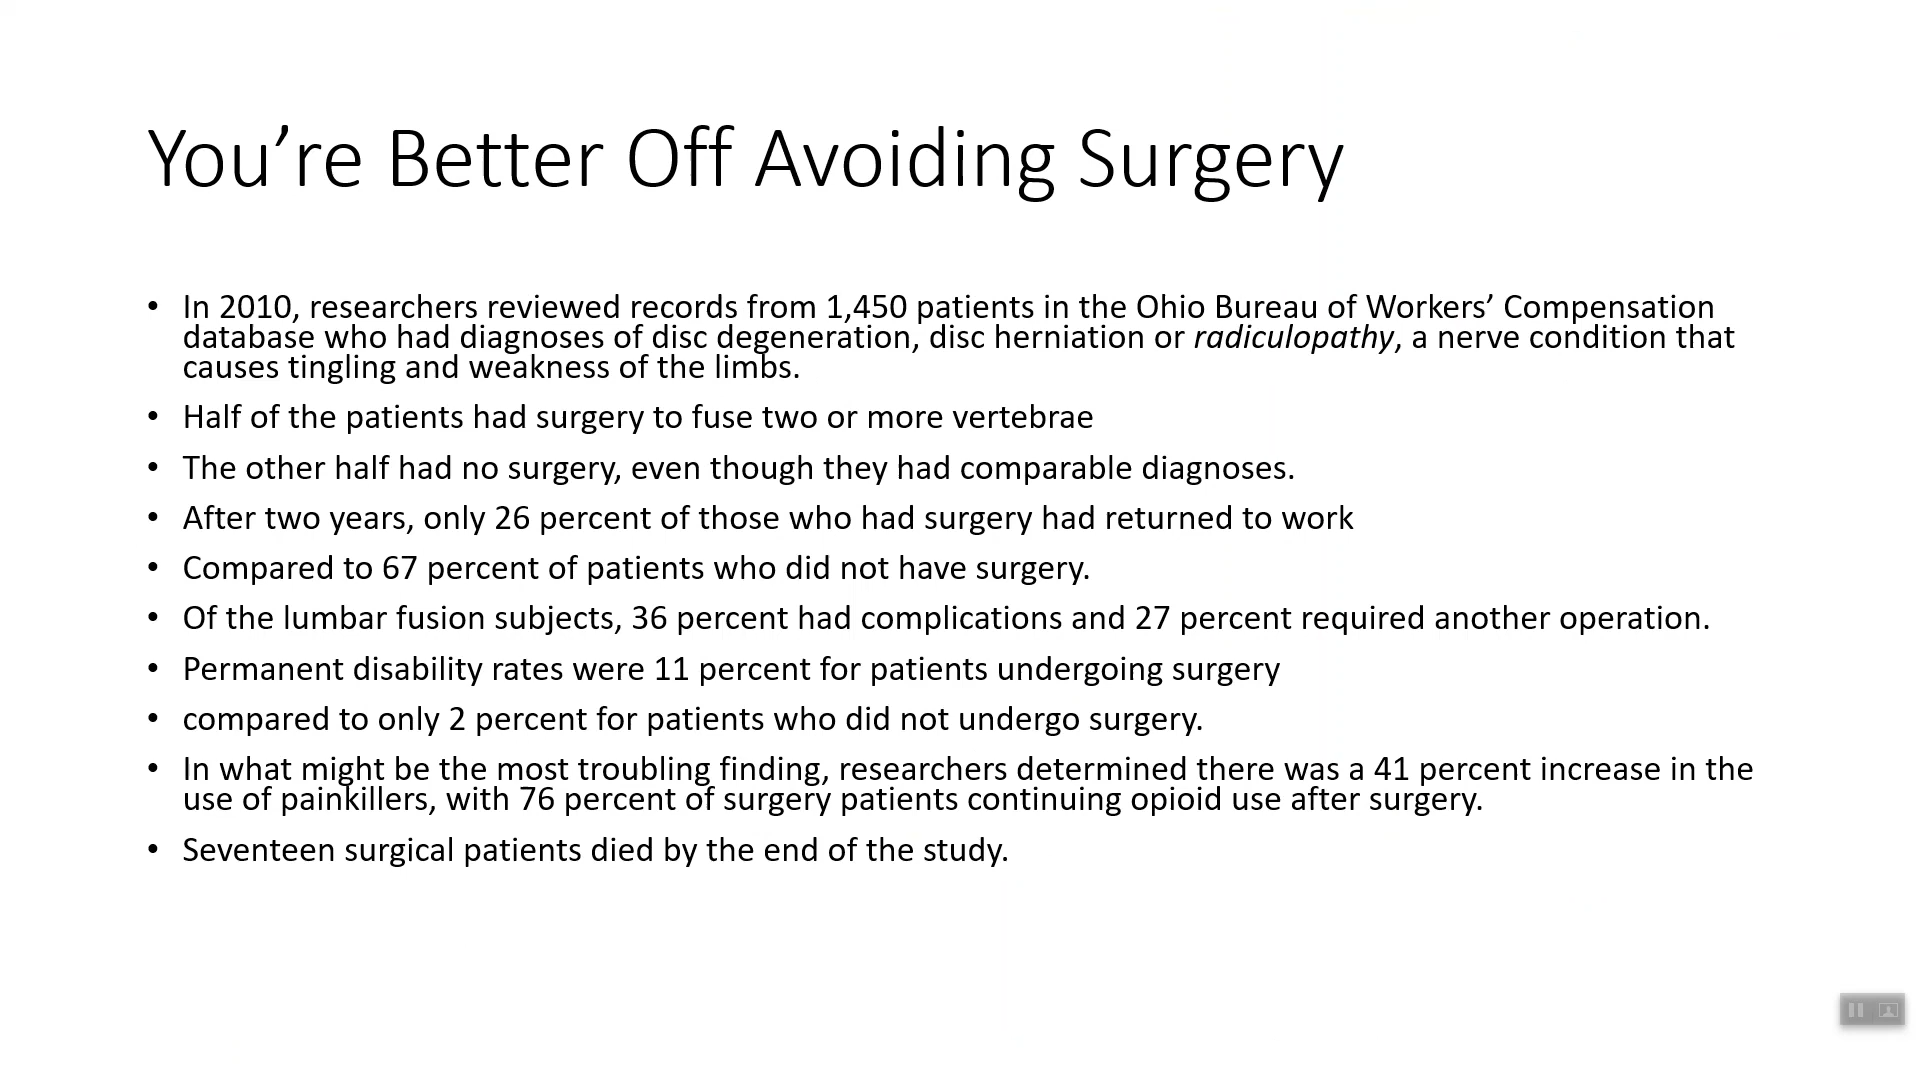 You’re Better Off Avoiding Surgery
• In 2010, researchers reviewed records from 1,450 patients in the Ohio Bureau of Workers’ Compensation
database who had diagnoses of disc degeneration, disc herniation or radiculopathy, a nerve condition that
causes tingling and weakness of the limbs.
• Half of the patients had surgery to fuse two or more vertebrae
• The other half had no surgery, even though they had comparable diagnoses.
• After two years, only 26 percent of those who had surgery had returned to work
• Compared to 67 percent of patients who did not have surgery.
• Of the lumbar fusion subjects, 36 percent had complications and 27 percent required another operation.
• Permanent disability rates were 11 percent for patients undergoing surgery
• compared to only 2 percent for patients who did not undergo surgery.
• In what might be the most troubling finding, researchers determined there was a 41 percent increase in the
use of painkillers, with 76 percent of surgery patients continuing opioid use after surgery.
• Seventeen surgical patients died by the end of the study.